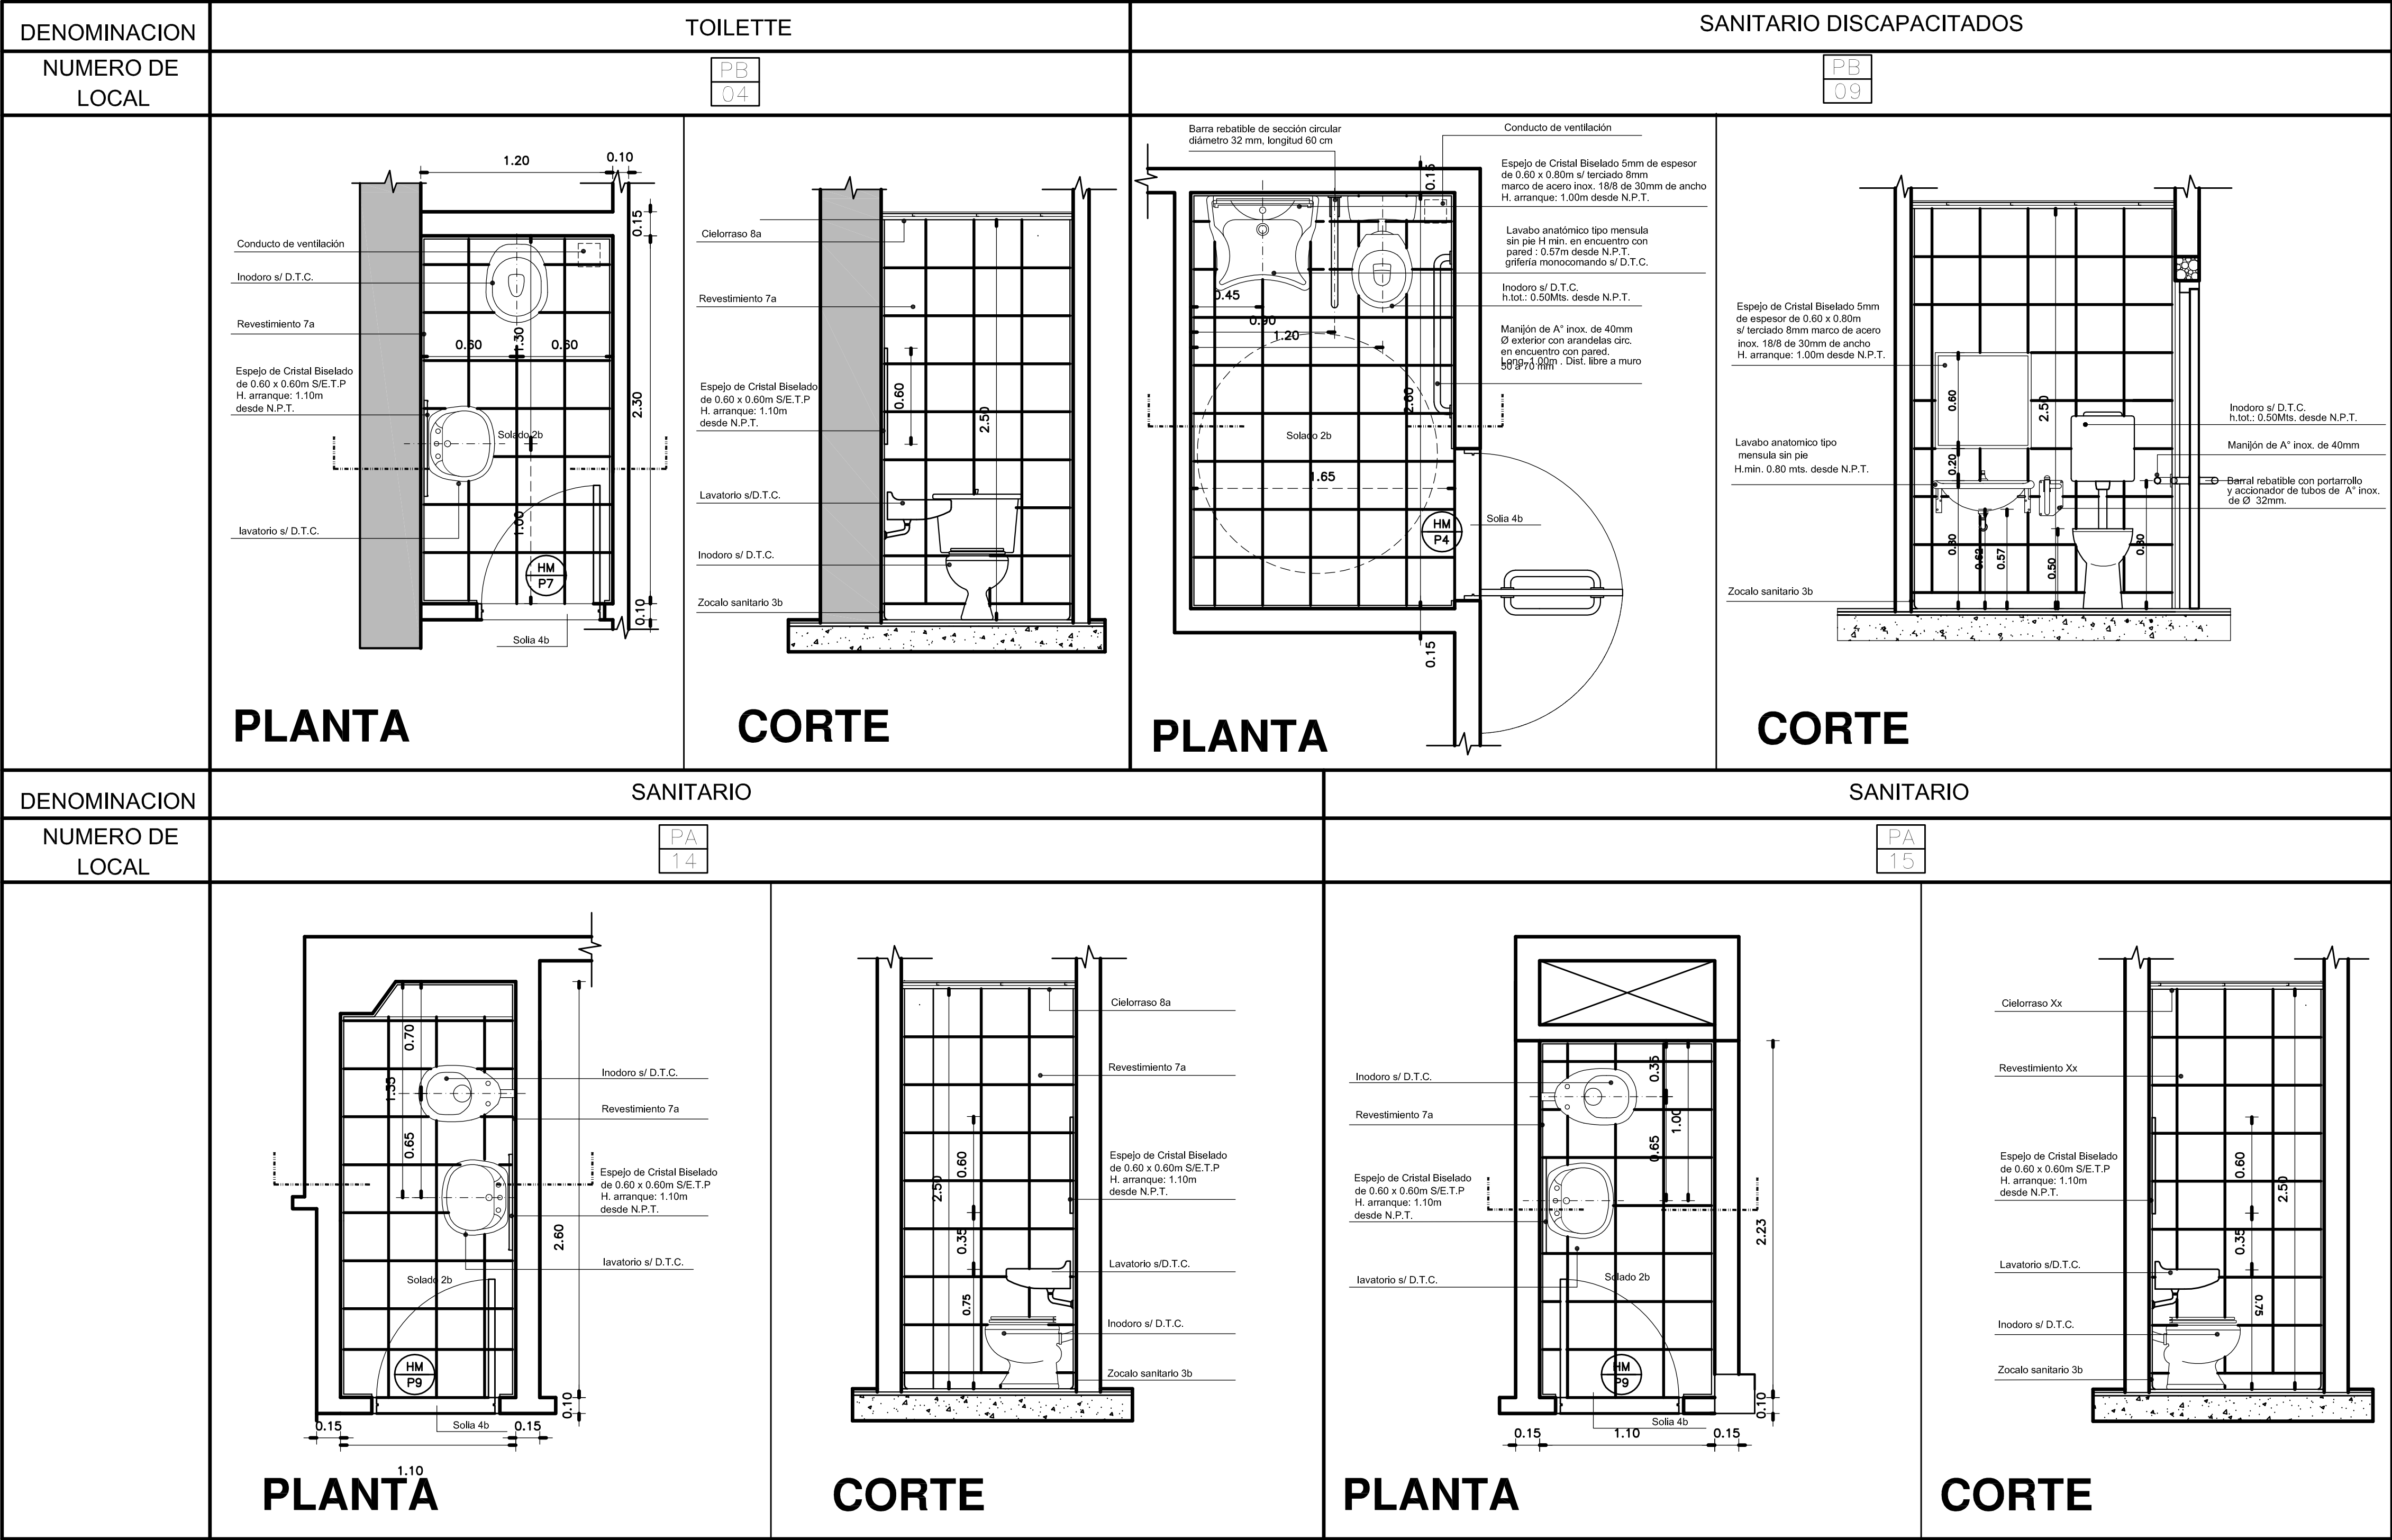 DENOMINACION
TOILETTE
SANITARIO DISCAPACITADOS
NUMERO DE
LOCAL
PB
04
PB
09
1.20
0.10
0.15
Conducto de ventilación
Inodoro s/ D.T.C.
Revestimiento 7a
0.60
1.30
0.60
Espejo de Cristal Biselado
de 0.60 x 0.60m S/E.T.P
H. arranque: 1.10m
desde N.P.T.
2.30
Solado 2b
lavatorio s/ D.T.C.
1.00
HM
P7
0.10
Solia 4b
PLANTA
Cielorraso 8a
Revestimiento 7a
Espejo de Cristal Biselado
de 0.60 x 0.60m S/E.T.P
H. arranque: 1.10m
desde N.P.T.
0.60
2.50
Lavatorio s/D.T.C.
Inodoro s/ D.T.C.
Zocalo sanitario 3b
CORTE
Barra rebatible de sección circular
diámetro 32 mm, longitud 60 cm
Conducto de ventilación
0.15
Espejo de Cristal Biselado 5mm de espesor
de 0.60 x 0.80m s/ terciado 8mm
marco de acero inox. 18/8 de 30mm de ancho
H. arranque: 1.00m desde N.P.T.
Lavabo anatómico tipo mensula
sin pie H min. en encuentro con
pared : 0.57m desde N.P.T.
grifería monocomando s/ D.T.C.
Inodoro s/ D.T.C.
h.tot.: 0.50Mts. desde N.P.T.
0.45
0.90
1.20
Manijón de A° inox. de 40mm
Ø exterior con arandelas circ.
en encuentro con pared.
Long. 1.00m . Dist. libre a muro
50 a 70 mm
2.60
Solado 2b
1.65
HM
P4
Solia 4b
0.15
PLANTA
Espejo de Cristal Biselado 5mm
de espesor de 0.60 x 0.80m
s/ terciado 8mm marco de acero
inox. 18/8 de 30mm de ancho
H. arranque: 1.00m desde N.P.T.
0.60
2.50
Inodoro s/ D.T.C.
h.tot.: 0.50Mts. desde N.P.T.
Lavabo anatomico tipo
mensula sin pie
H.min. 0.80 mts. desde N.P.T.
0.20
Manijón de A° inox. de 40mm
Barral rebatible con portarrollo
y accionador de tubos de A° inox.
de Ø 32mm.
0.80
0.62
0.57
0.50
0.80
Zocalo sanitario 3b
CORTE
DENOMINACION
SANITARIO
SANITARIO
NUMERO DE
LOCAL
PA
14
PA
15
0.70
1.35
Inodoro s/ D.T.C.
Revestimiento 7a
0.65
Espejo de Cristal Biselado
de 0.60 x 0.60m S/E.T.P
H. arranque: 1.10m
desde N.P.T.
2.60
lavatorio s/ D.T.C.
Solado 2b
HM
P9
0.10
Solia 4b
0.15
0.15
1.10
PLANTA
Cielorraso 8a
Revestimiento 7a
Espejo de Cristal Biselado
de 0.60 x 0.60m S/E.T.P
H. arranque: 1.10m
desde N.P.T.
0.60
2.50
0.35
Lavatorio s/D.T.C.
0.75
Inodoro s/ D.T.C.
Zocalo sanitario 3b
CORTE
Inodoro s/ D.T.C.
0.35
Revestimiento 7a
1.00
0.65
Espejo de Cristal Biselado
de 0.60 x 0.60m S/E.T.P
H. arranque: 1.10m
desde N.P.T.
2.23
lavatorio s/ D.T.C.
Solado 2b
HM
P9
0.10
Solia 4b
0.15
1.10
0.15
PLANTA
Cielorraso Xx
Revestimiento Xx
Espejo de Cristal Biselado
de 0.60 x 0.60m S/E.T.P
H. arranque: 1.10m
desde N.P.T.
0.60
2.50
0.35
Lavatorio s/D.T.C.
0.75
Inodoro s/ D.T.C.
Zocalo sanitario 3b
CORTE